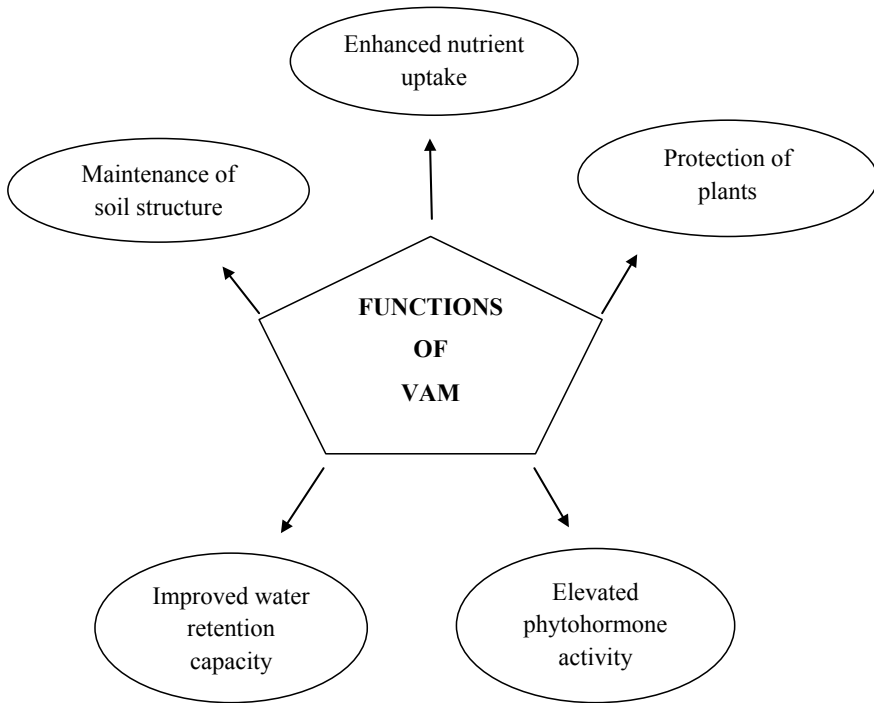 Enhanced nutrient
uptake
Maintenance of
soil structure
Protection of
plants
FUNCTIONS
OF
VAM
Improved water
retention
capacity
Elevated
phytohormone
activity